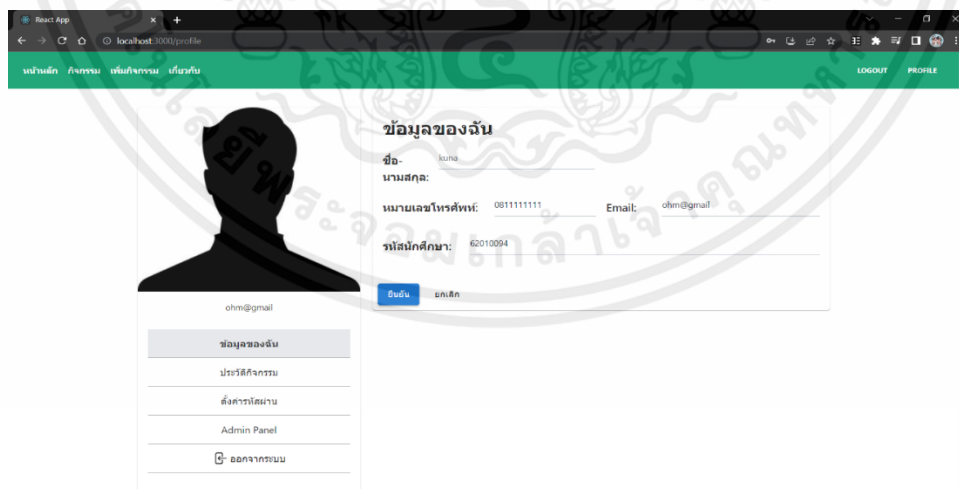 React App
localhost:3000/profile
หน้าหลัก กิจกรรม เพิ่มกิจกรรม เกี่ยวกับ LOGOUT PROFILE
ข้อมูลของฉัน
ชื่อ- kuna
นามสกุล:
หมายเลขโทรศัพท์: 0811111111 Email: ohm@gmail
รหัสนักศึกษา: 62010094
ยืนยัน ยกเลิก
ohm@gmail
ข้อมูลของฉัน
ประวัติกิจกรรม
ตั้งค่ารหัสผ่าน
Admin Panel
ออกจากระบบ